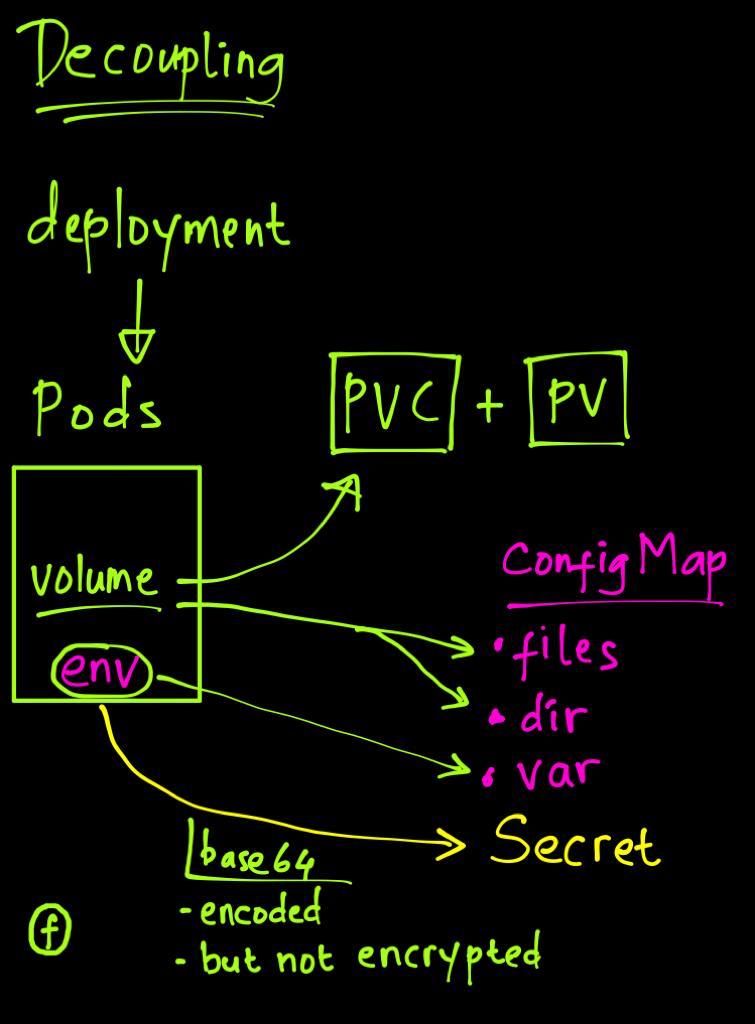 Decoupling
deployment
Pods
PVC + PV
volume
env
ConfigMap
• files
• dir
• var
Secret
base64
- encoded
- but not encrypted
f